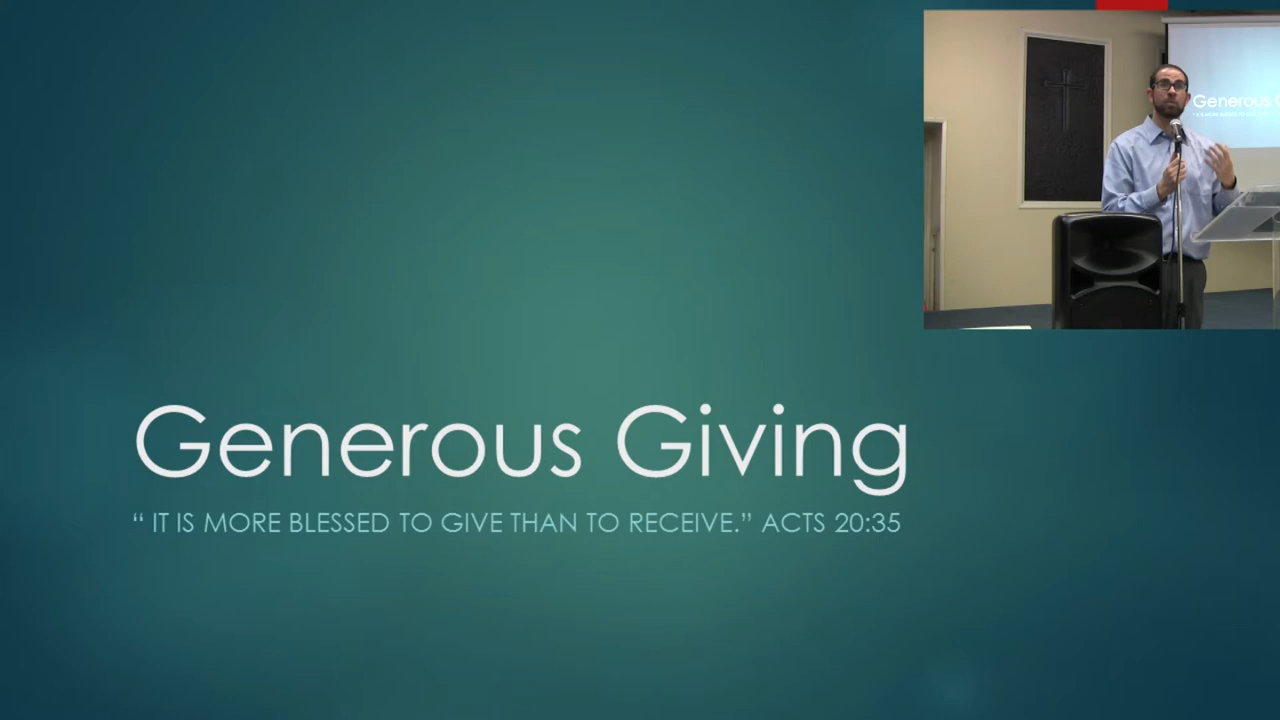 Generous Giving
“ IT IS MORE BLESSED TO GIVE THAN TO RECEIVE.” ACTS 20:35
Generous